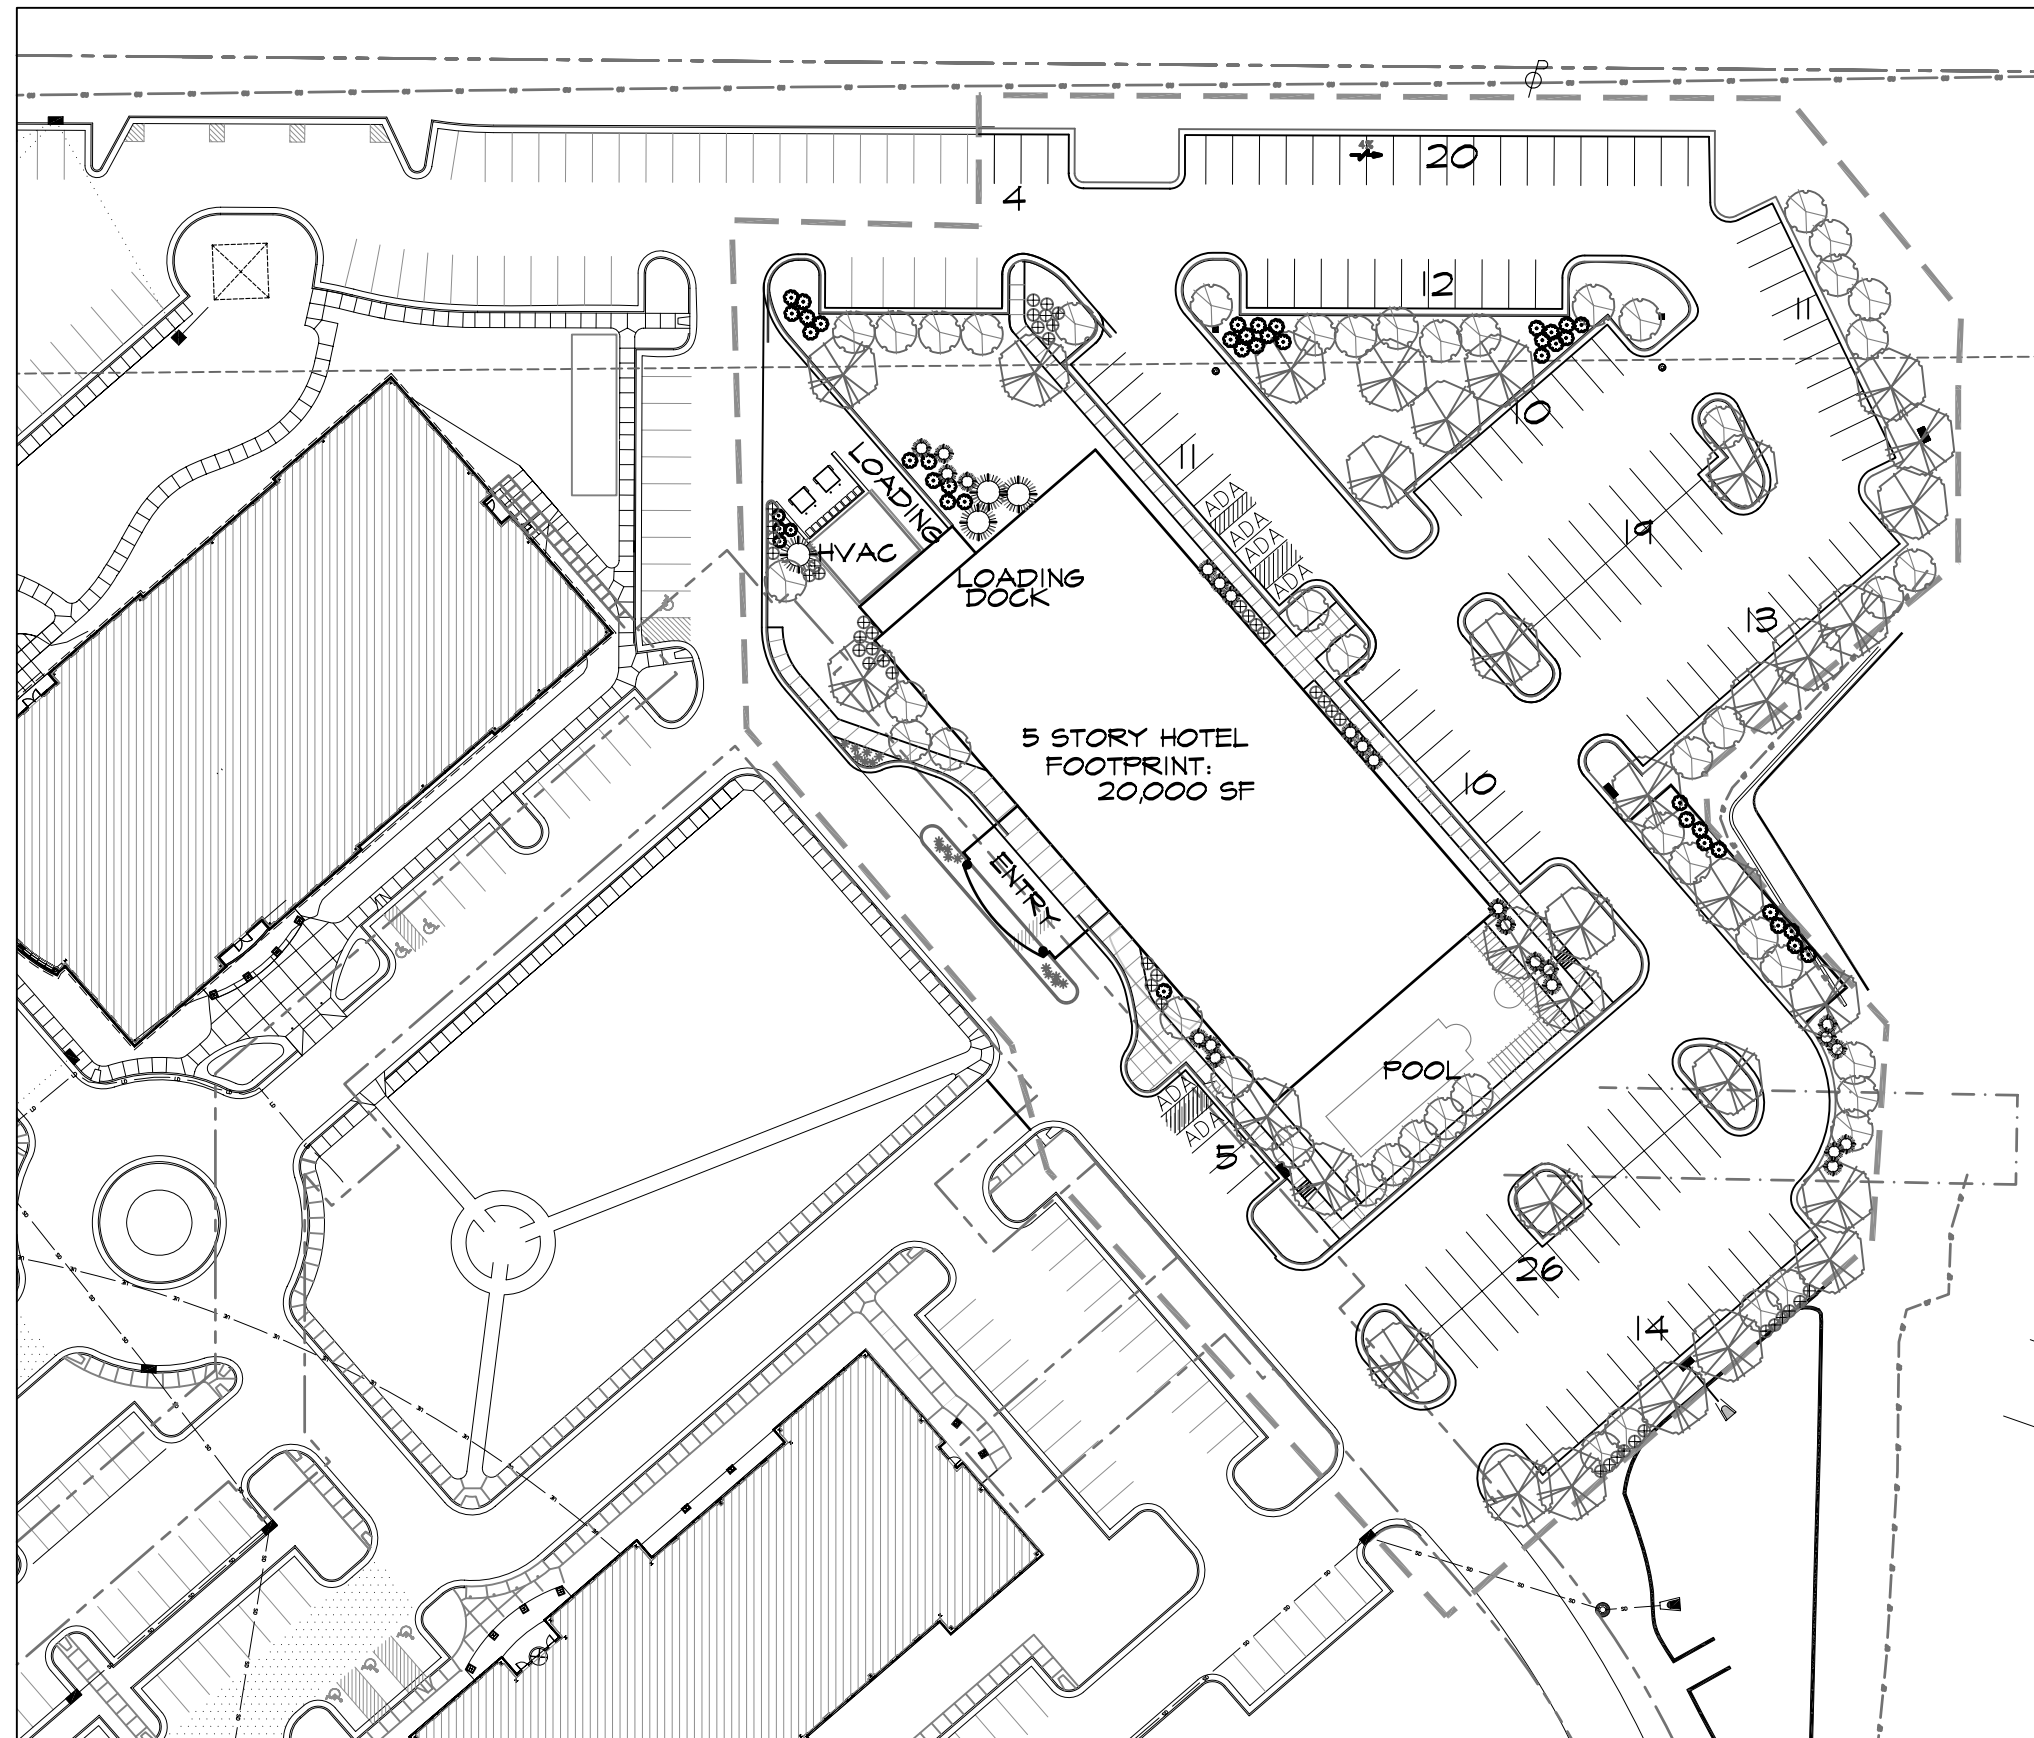 20
4
12
11
10
11
ADA
ADA
ADA
ADA
LOADING
HVAC
LOADING
DOCK
19
13
5 STORY HOTEL
FOOTPRINT:
20,000 SF
10
ENTRY
POOL
ADA
ADA
5
26
14